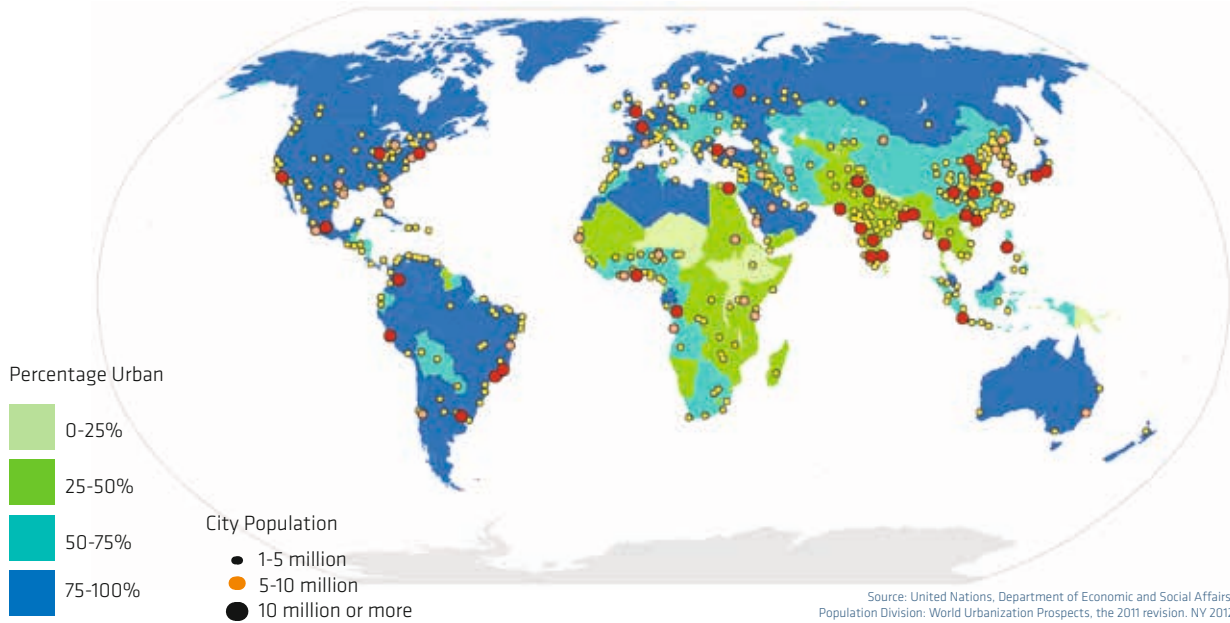 Percentage Urban
0-25%
25-50%
50-75%
75-100%
City Population
1-5 million
5-10 million
10 million or more
Source: United Nations, Department of Economic and Social Affairs,
Population Division: World Urbanization Prospects, the 2011 revision. NY 2012